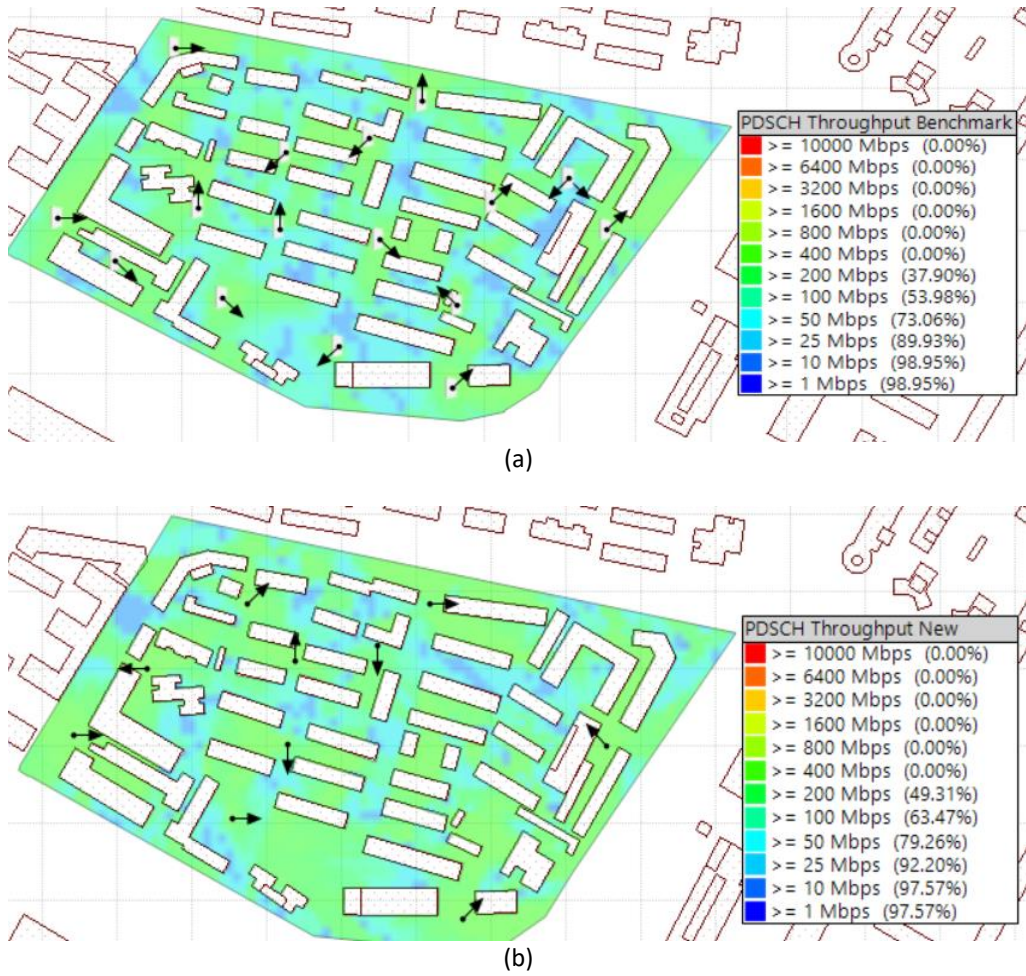 PDSCH Throughput Benchmark
>= 10000 Mbps (0.00%)
>= 6400 Mbps (0.00%)
>= 3200 Mbps (0.00%)
>= 1600 Mbps (0.00%)
>= 800 Mbps (0.00%)
>= 400 Mbps (0.00%)
>= 200 Mbps (37.90%)
>= 100 Mbps (53.98%)
>= 50 Mbps (73.06%)
>= 25 Mbps (89.93%)
>= 10 Mbps (98.95%)
>= 1 Mbps (98.95%)
(a)
PDSCH Throughput New
>= 10000 Mbps (0.00%)
>= 6400 Mbps (0.00%)
>= 3200 Mbps (0.00%)
>= 1600 Mbps (0.00%)
>= 800 Mbps (0.00%)
>= 400 Mbps (0.00%)
>= 200 Mbps (49.31%)
>= 100 Mbps (63.47%)
>= 50 Mbps (79.26%)
>= 25 Mbps (92.20%)
>= 10 Mbps (97.57%)
>= 1 Mbps (97.57%)
(b)